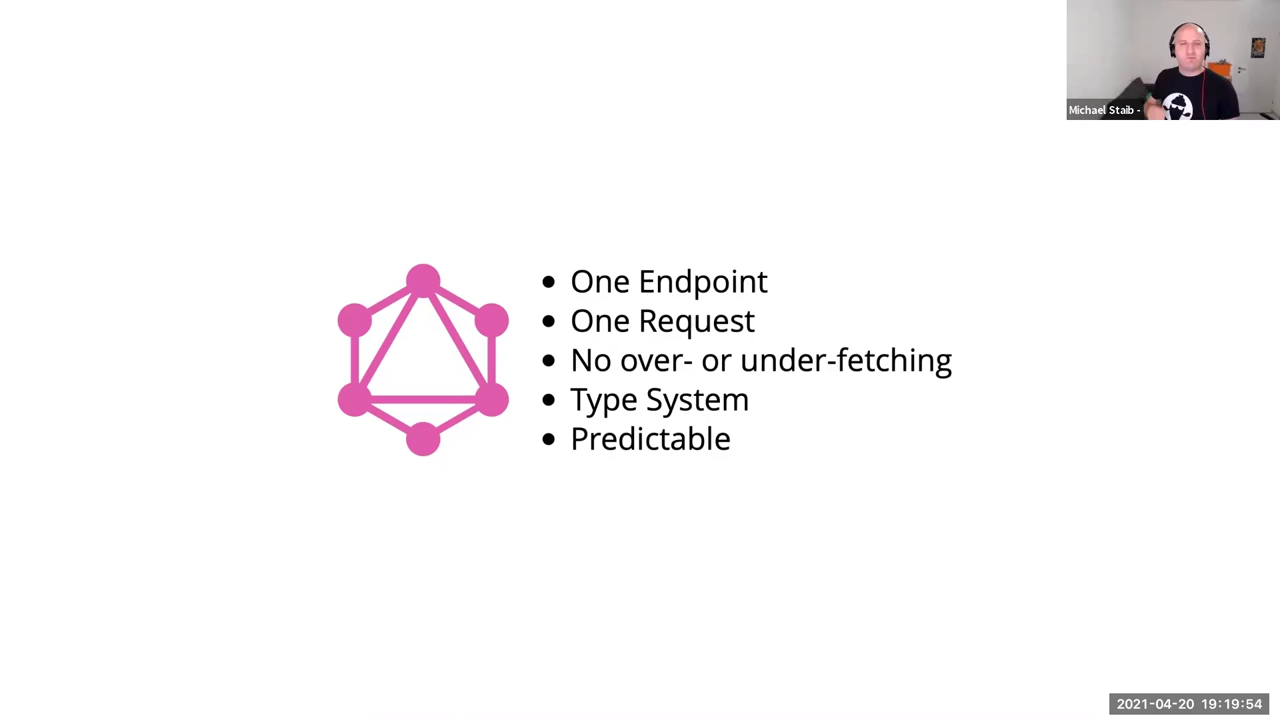 Michael Staib -
One Endpoint
One Request
No over- or under-fetching
Type System
Predictable
2021-04-20 19:19:54